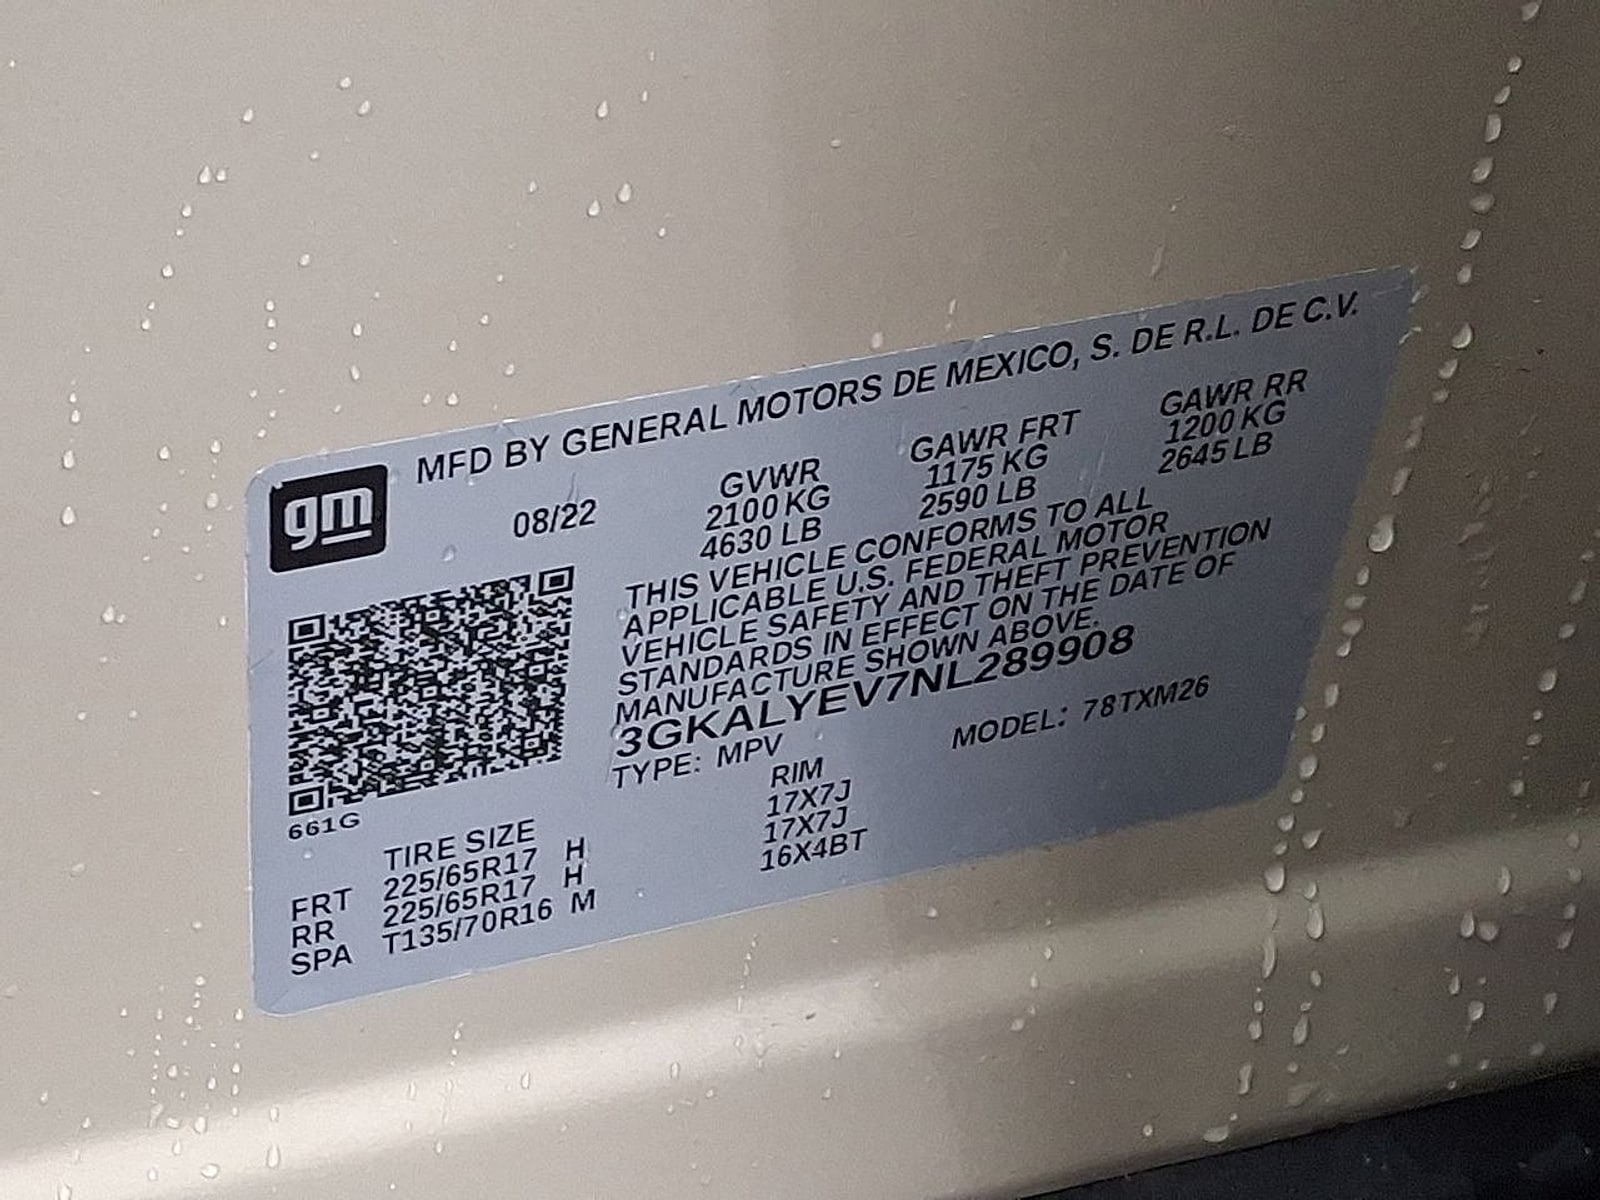 MFD BY GENERAL MOTORS DE MEXICO, S. DE R.L. DE C.V.
gm
08/22
GVWR GAWR FRT GAWR RR
2100 KG 1175 KG 1200 KG
4630 LB 2590 LB 2645 LB
THIS VEHICLE CONFORMS TO ALL
APPLICABLE U.S. FEDERAL MOTOR
VEHICLE SAFETY AND THEFT PREVENTION
STANDARDS IN EFFECT ON THE DATE OF
MANUFACTURE SHOWN ABOVE.
3GKALYEV7NL289908
TYPE: MPV MODEL: 78TXM26
661G
TIRE SIZE RIM
FRT 225/65R17 H 17X7J
RR 225/65R17 H 17X7J
SPA T135/70R16 M 16X4BT